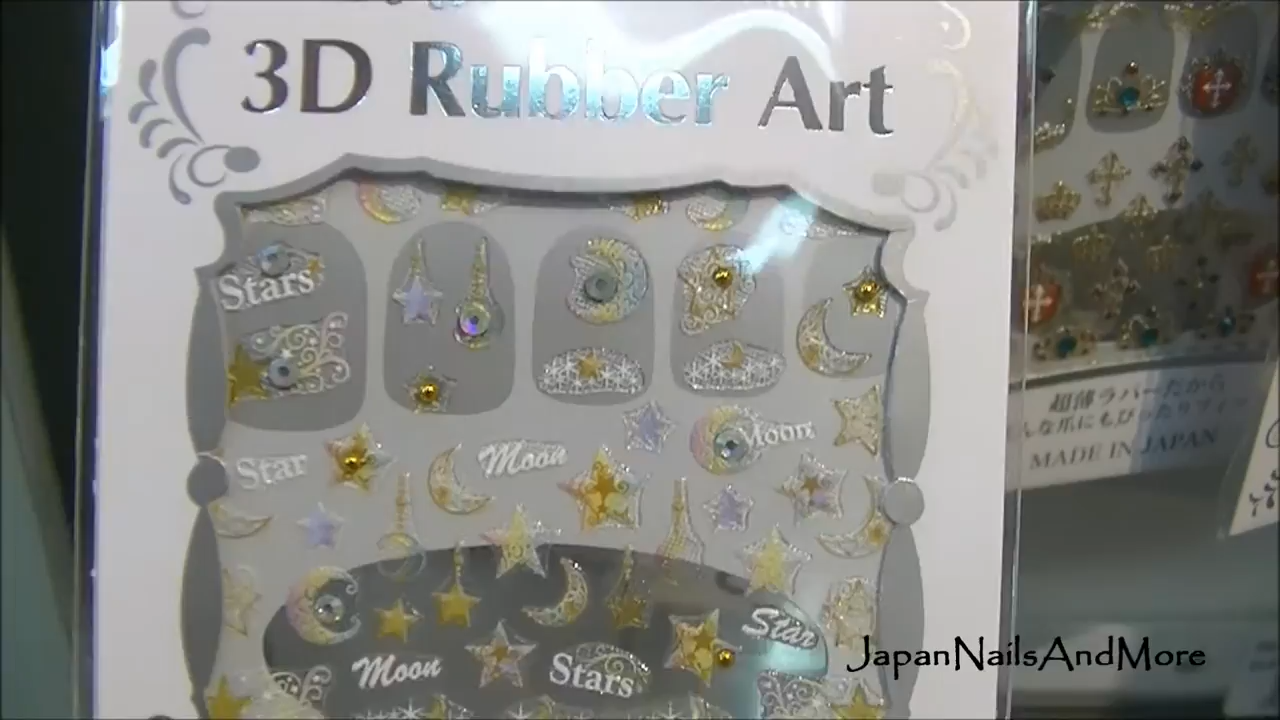 3D Rubber Art
Stars
Star
Moon
Moon
Moon
Stars
Star
超薄ラバーだから
んな爪にもぴったりフィッ
MADE IN JAPAN
JapanNailsAndMore